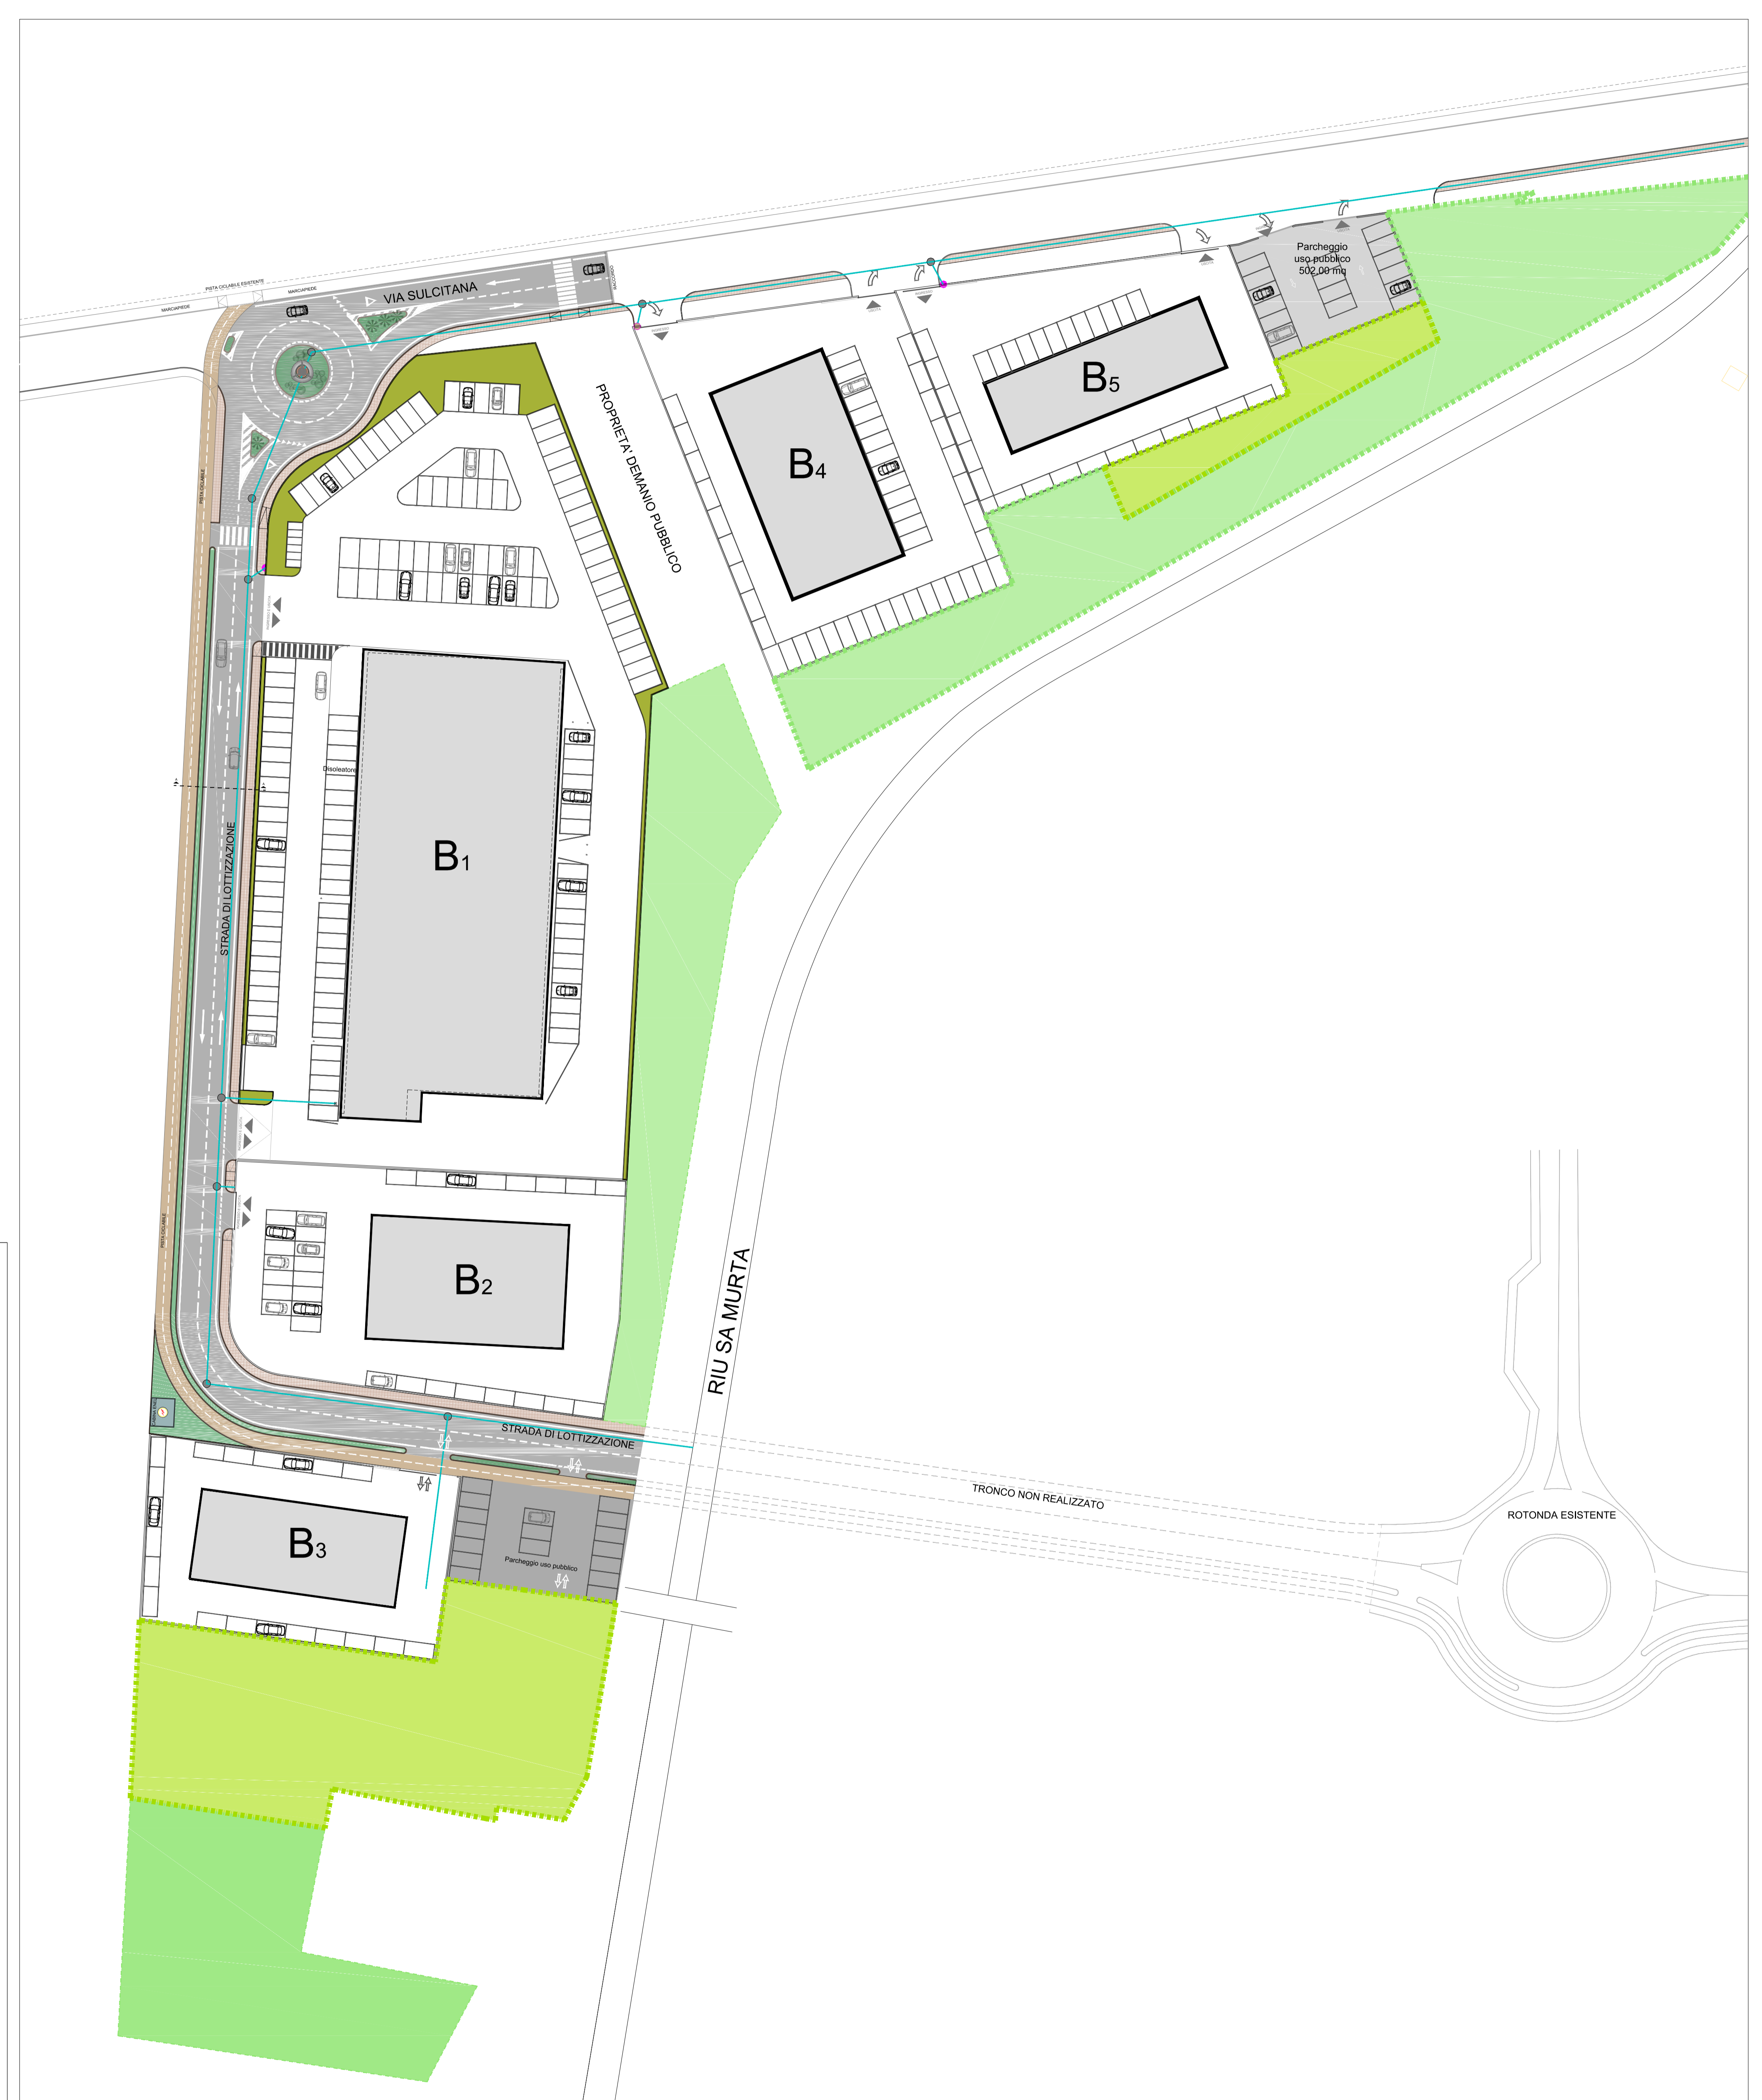 PISTA CICLABILE ESISTENTE
MARCIAPIEDE
MARCIAPIEDE
VIA SULCITANA
Parcheggio
uso pubblico
502,00 mq
PROPRIETA' DEMANIO PUBBLICO
B4
B5
PISTA CICLABILE
Disoleatore
STRADA DI LOTTIZZAZIONE
B1
PISTA CICLABILE
B2
RIU SA MURTA
STRADA DI LOTTIZZAZIONE
TRONCO NON REALIZZATO
ROTONDA ESISTENTE
B3
Parcheggio uso pubblico